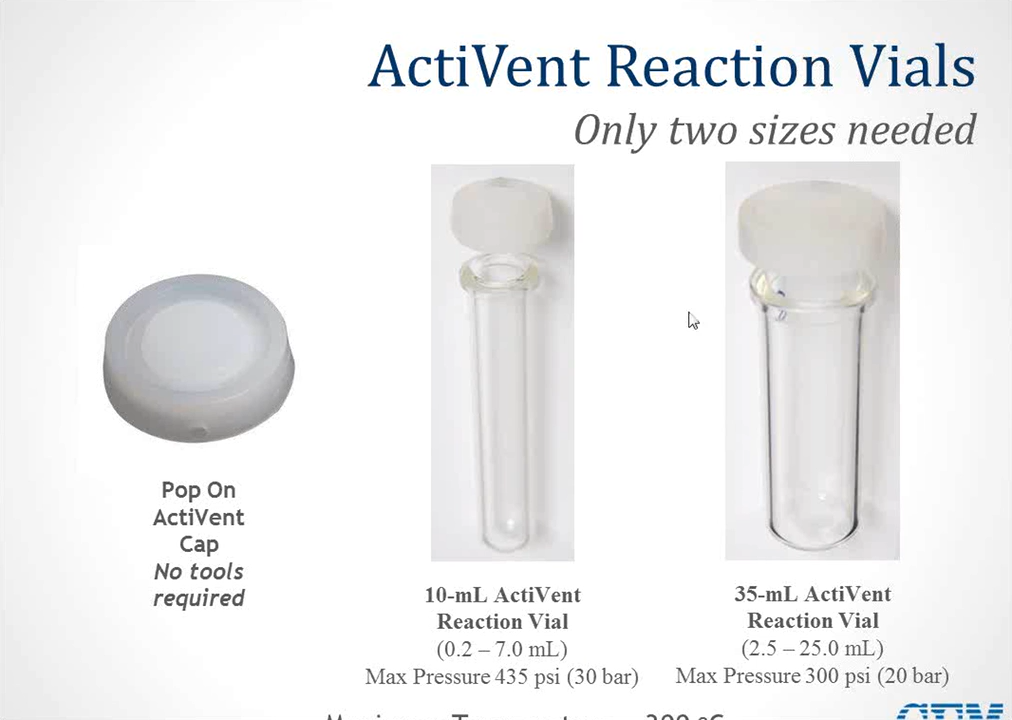 ActiVent Reaction Vials
Only two sizes needed
Pop On
ActiVent
Cap
No tools
required
10-mL ActiVent
Reaction Vial
(0.2 – 7.0 mL)
Max Pressure 435 psi (30 bar)
35-mL ActiVent
Reaction Vial
(2.5 – 25.0 mL)
Max Pressure 300 psi (20 bar)